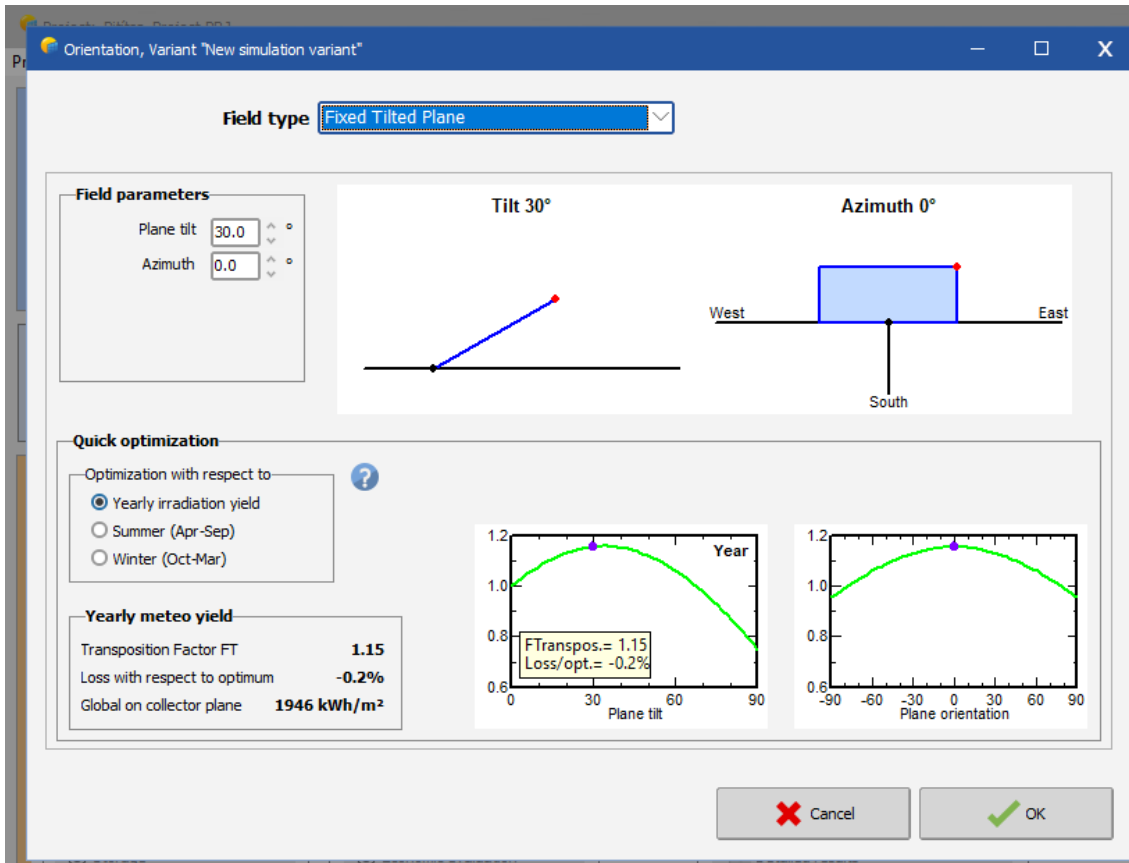 Orientation, Variant "New simulation variant"
Field type Fixed Tilted Plane
Field parameters
Plane tilt 30.0 °
Azimuth 0.0 °
Tilt 30°
Azimuth 0°
West
East
South
Quick optimization
Optimization with respect to
Yearly irradiation yield
Summer (Apr-Sep)
Winter (Oct-Mar)
Yearly meteo yield
Transposition Factor FT 1.15
Loss with respect to optimum -0.2%
Global on collector plane 1946 kWh/m²
1.2
1.0
0.8
0.6
Year
FTranspos.= 1.15
Loss/opt.= -0.2%
0 30 60 90
Plane tilt
1.2
1.0
0.8
0.6
-90 -60 -30 0 30 60 90
Plane orientation
Cancel
OK